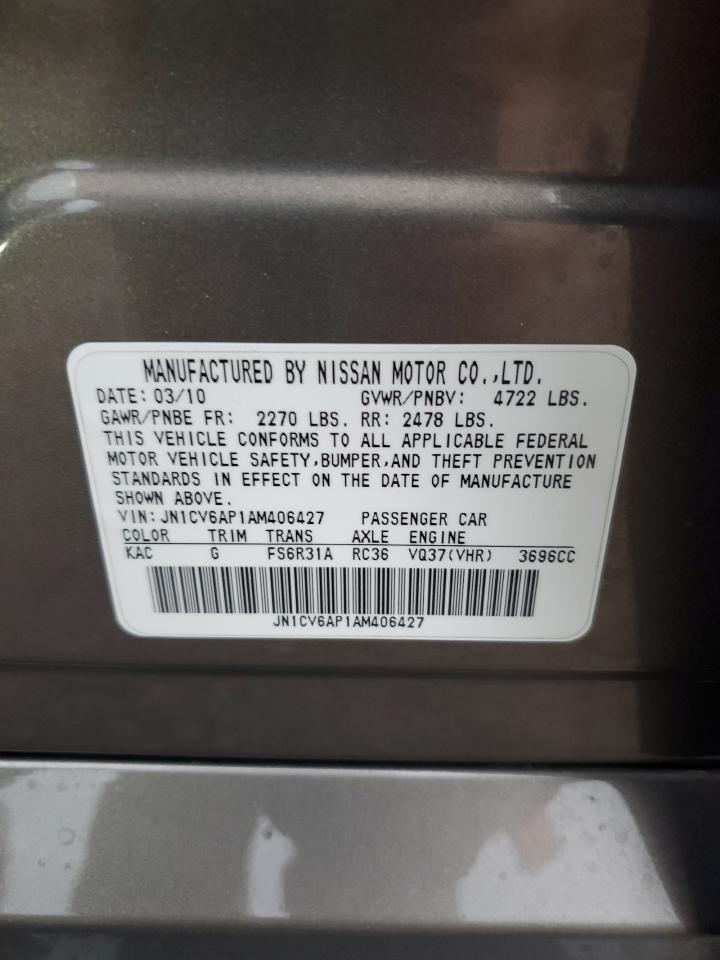 MANUFACTURED BY NISSAN MOTOR CO.,LTD.
DATE: 03/10 GVWR/PNBV: 4722 LBS.
GAWR/PNBE FR: 2270 LBS. RR: 2478 LBS.
THIS VEHICLE CONFORMS TO ALL APPLICABLE FEDERAL
MOTOR VEHICLE SAFETY,BUMPER,AND THEFT PREVENTION
STANDARDS IN EFFECT ON THE DATE OF MANUFACTURE
SHOWN ABOVE.
VIN:JN1CV6AP1AM406427 PASSENGER CAR
COLOR TRIM TRANS AXLE ENGINE
KAC G FS6R31A RC36 VQ37(VHR) 3696CC
JN1CV6AP1AM406427